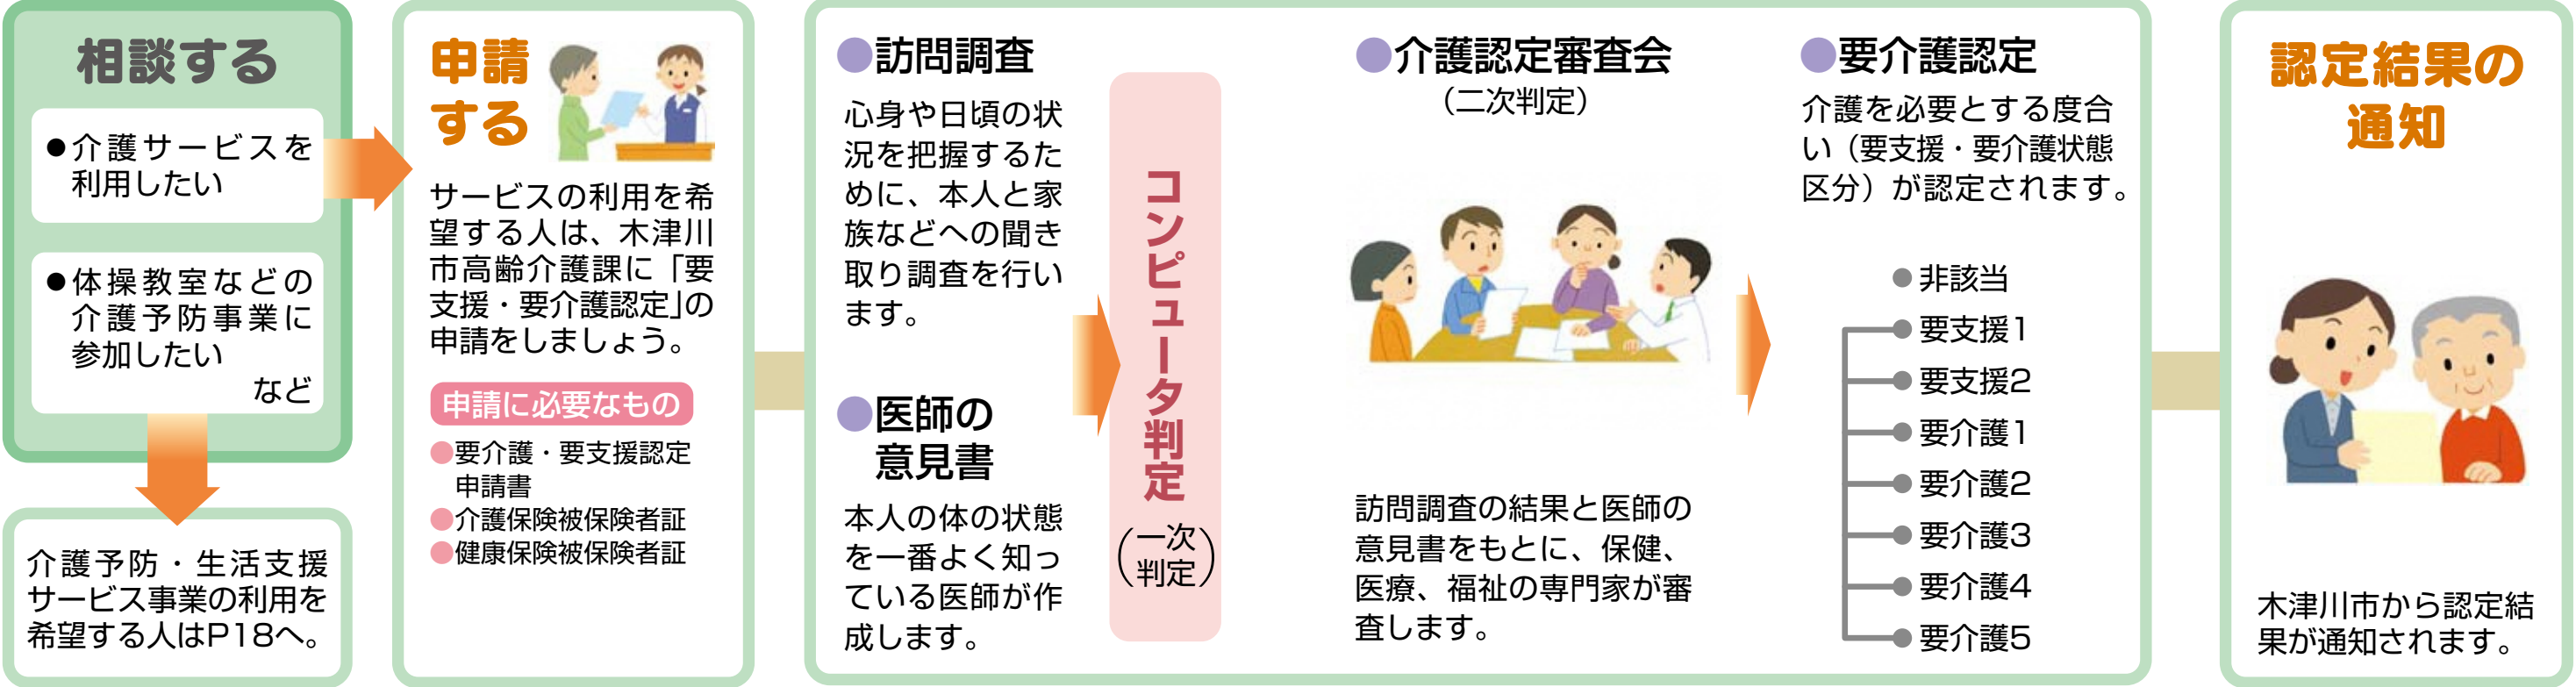 相談する
●介護サービスを
利用したい
●体操教室などの
介護予防事業に
参加したい
など
介護予防・生活支援
サービス事業の利用を
希望する人はP18へ。
申請
する
サービスの利用を希
望する人は、木津川
市高齢介護課に「要
支援・要介護認定」の
申請をしましょう。
申請に必要なもの
●要介護・要支援認定
申請書
●介護保険被保険者証
●健康保険被保険者証
●訪問調査
心身や日頃の状
況を把握するた
めに、本人と家
族などへの聞き
取り調査を行い
ます。
●医師の
意見書
本人の体の状態
を一番よく知っ
ている医師が作
成します。
コンピュータ判定
(一次
判定)
●介護認定審査会
（二次判定）
訪問調査の結果と医師の
意見書をもとに、保健、
医療、福祉の専門家が審
査します。
●要介護認定
介護を必要とする度合
い（要支援・要介護状態
区分）が認定されます。
●非該当
●要支援1
●要支援2
●要介護1
●要介護2
●要介護3
●要介護4
●要介護5
認定結果の
通知
木津川市から認定結
果が通知されます。